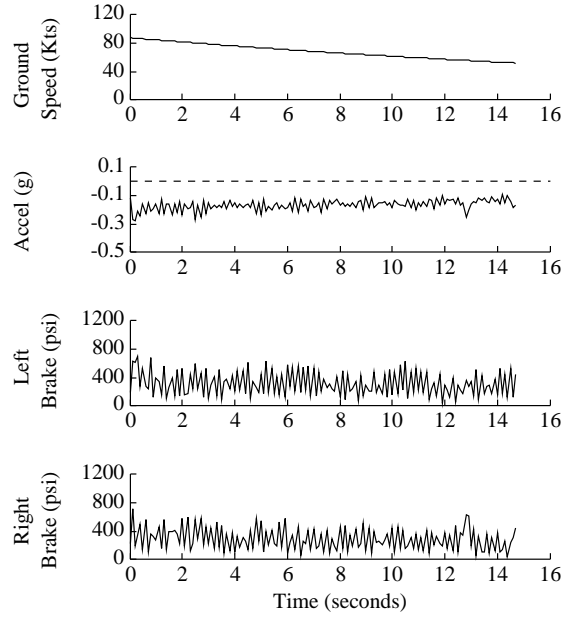 Ground
Speed (Kts)
120
80
40
0
0 2 4 6 8 10 12 14 16
Accel (g)
0.1
-0.1
-0.3
-0.5
0 2 4 6 8 10 12 14 16
Left
Brake (psi)
1200
800
400
0
0 2 4 6 8 10 12 14 16
Right
Brake (psi)
1200
800
400
0
0 2 4 6 8 10 12 14 16
Time (seconds)